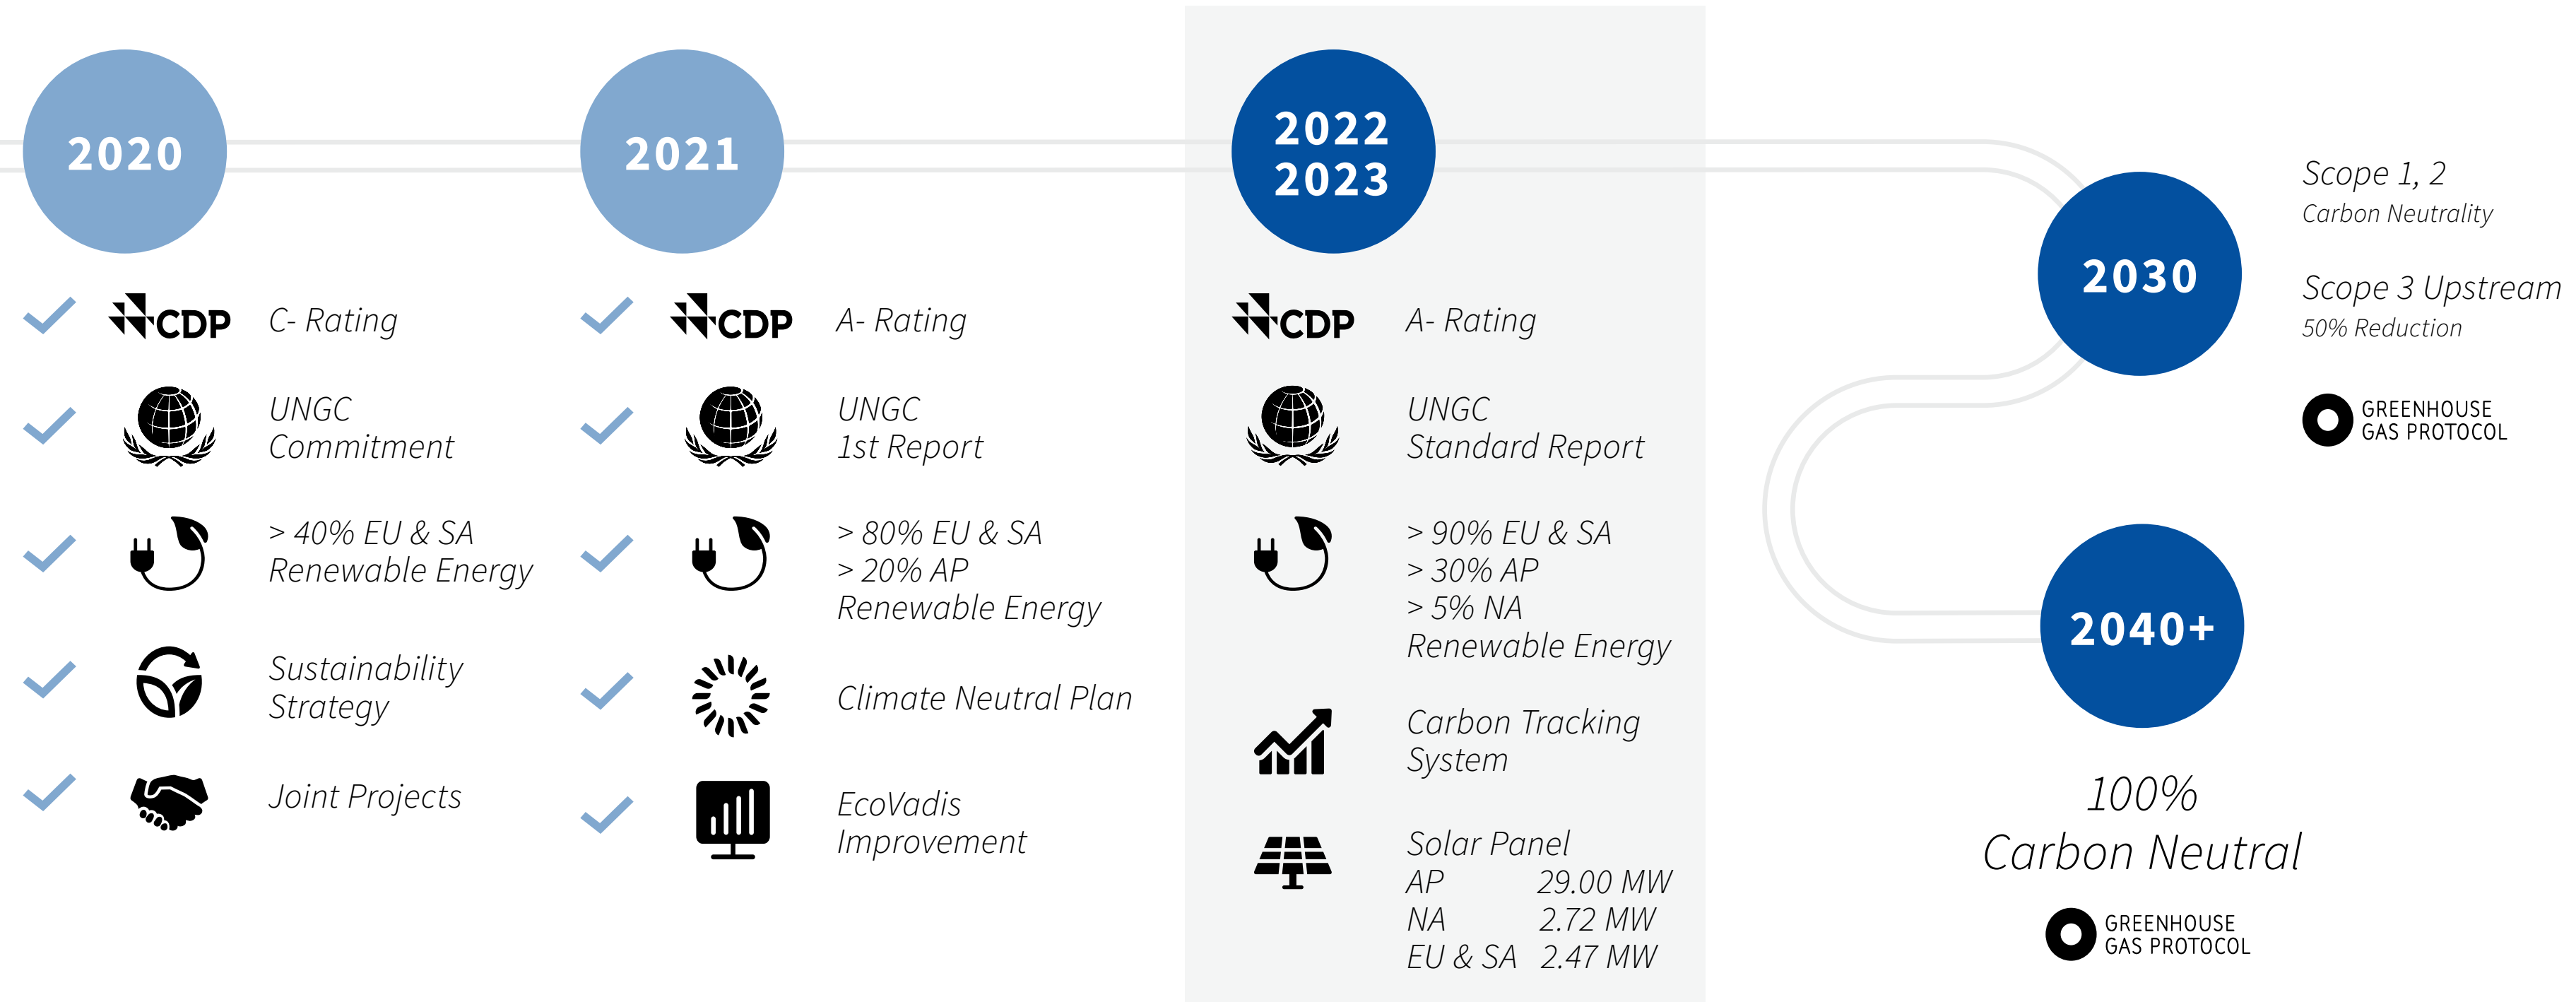 2020
CDP
C- Rating
UNGC
Commitment
> 40% EU & SA
Renewable Energy
Sustainability
Strategy
Joint Projects
2021
CDP
A- Rating
UNGC
1st Report
> 80% EU & SA
> 20% AP
Renewable Energy
Climate Neutral Plan
EcoVadis
Improvement
2022
2023
CDP
A- Rating
UNGC
Standard Report
> 90% EU & SA
> 30% AP
> 5% NA
Renewable Energy
Carbon Tracking
System
Solar Panel
AP 29.00 MW
NA 2.72 MW
EU & SA 2.47 MW
2030
Scope 1, 2
Carbon Neutrality
Scope 3 Upstream
50% Reduction
GREENHOUSE
GAS PROTOCOL
2040+
100%
Carbon Neutral
GREENHOUSE
GAS PROTOCOL